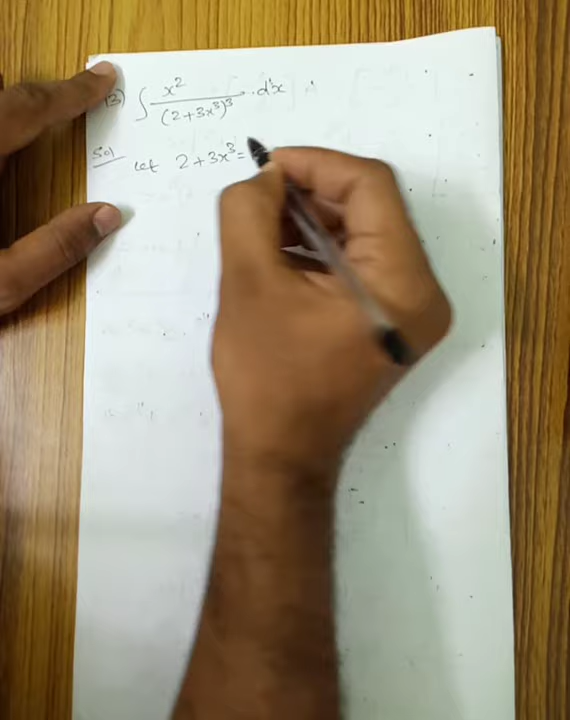 13) ∫ x² / (2+3x³)³ . dx
Sol let 2+3x³=